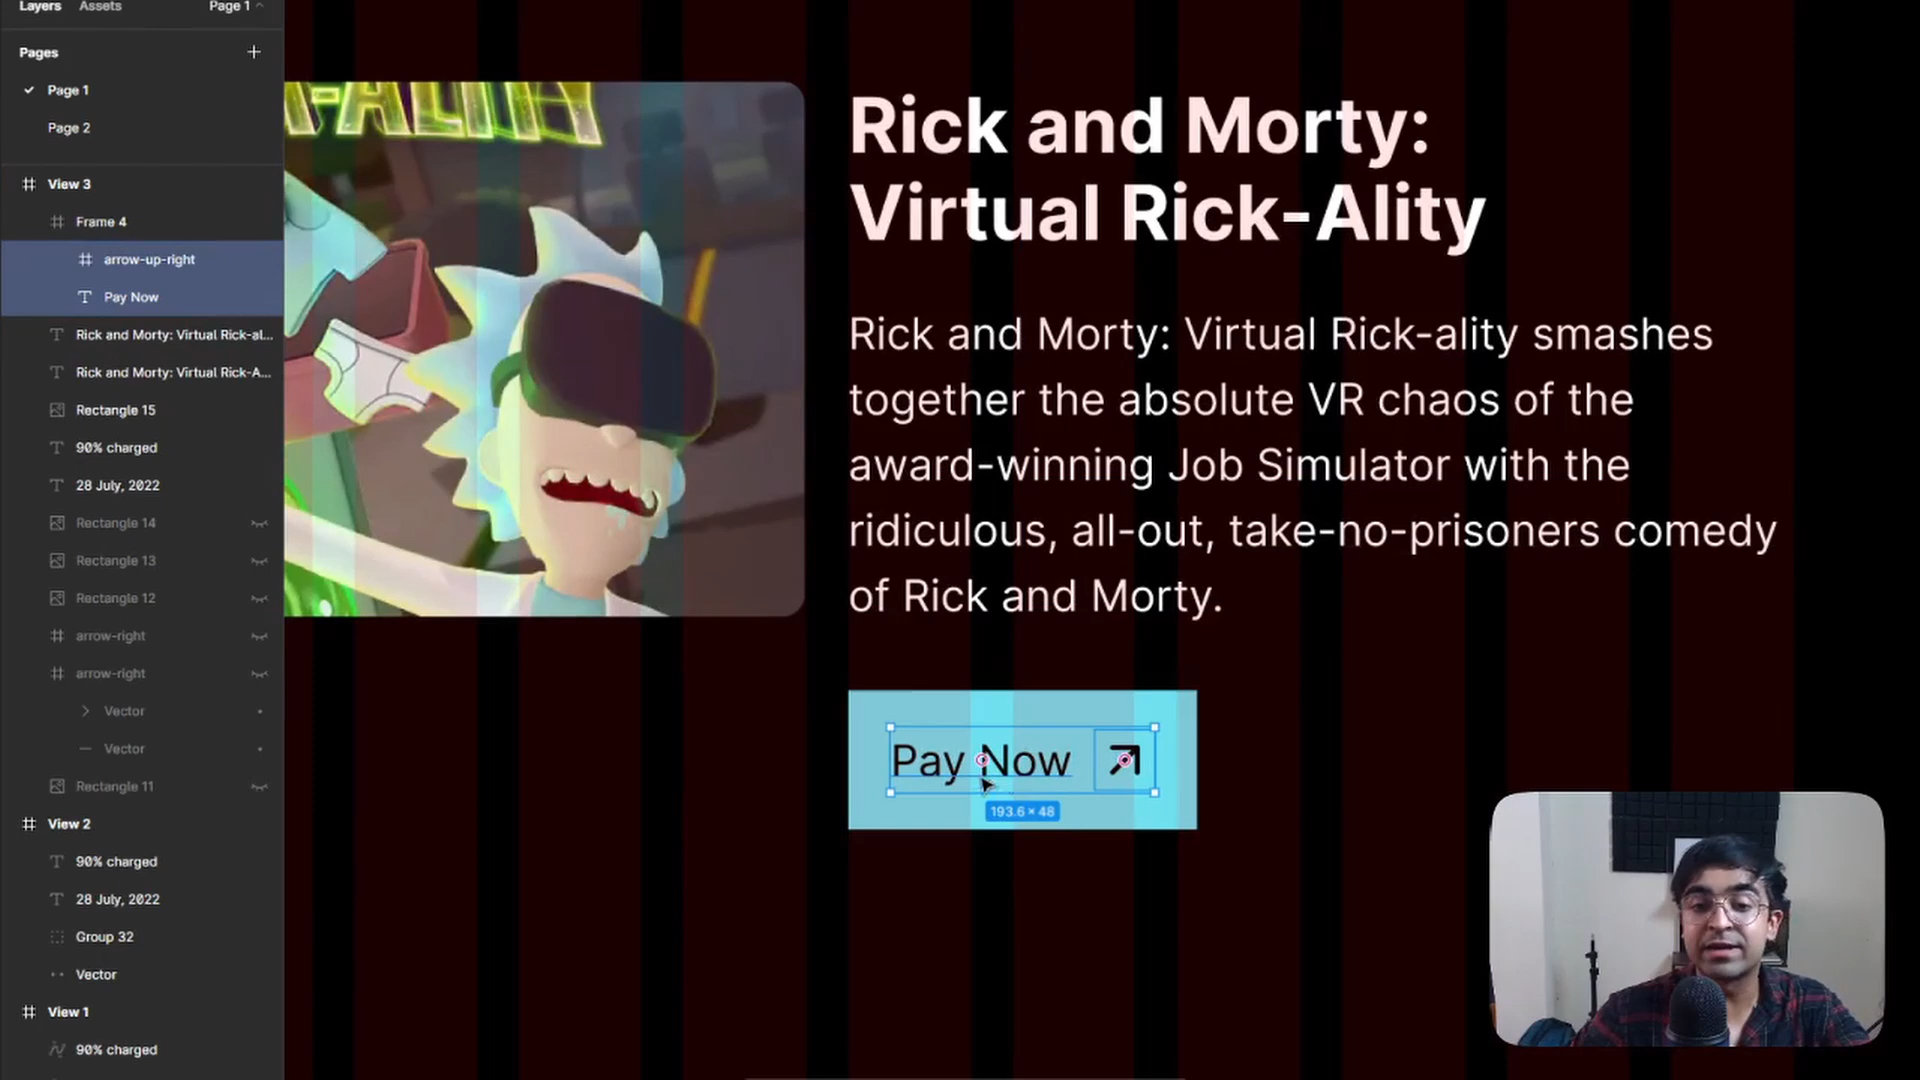 Layers Assets Page 1
Pages
Page 1
Page 2
View 3
Frame 4
arrow-up-right
Pay Now
Rick and Morty: Virtual Rick-al...
Rick and Morty: Virtual Rick-A...
Rectangle 15
90% charged
28 July, 2022
Rectangle 14
Rectangle 13
Rectangle 12
arrow-right
arrow-right
Vector
Vector
Rectangle 11
View 2
90% charged
28 July, 2022
Group 32
Vector
View 1
90% charged
-ALITY
Rick and Morty:
Virtual Rick-Ality
Rick and Morty: Virtual Rick-ality smashes
together the absolute VR chaos of the
award-winning Job Simulator with the
ridiculous, all-out, take-no-prisoners comedy
of Rick and Morty.
Pay Now
193.6 × 48